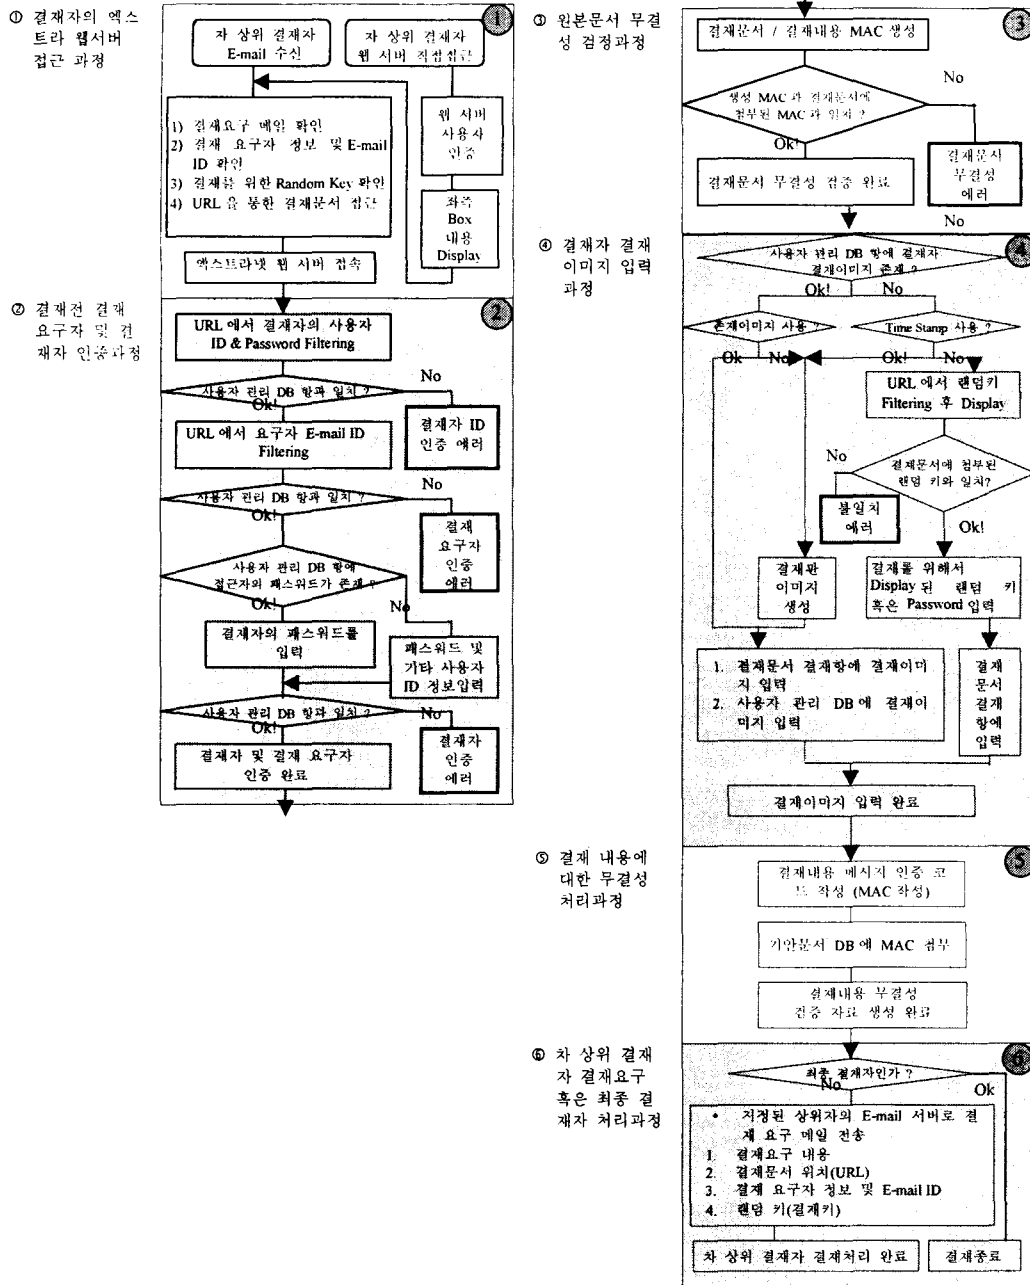 ① 결재자의 엑스
트라 웹서버
접근 과정
1
차 상위 결재자
E-mail 수신
차 상위 결재자
웹 서버 직접접근
1) 결재요구 메일 확인
2) 결재 요구자 정보 및 E-mail
ID 확인
3) 결재를 위한 Random Key 확인
4) URL 을 통한 결재문서 접근
웹 서버
사용자
인증
좌측
Box
내용
Display
엑스트라넷 웹 서버 접속
② 결재전 결재
요구자 및 결
재자 인증과정
2
URL 에서 결재자의 사용자
ID & Password Filtering
사용자 관리 DB 항과 일치 ?
No
Ok!
결재자 ID
인증 에러
URL 에서 요구자 E-mail ID
Filtering
사용자 관리 DB 항과 일치 ?
No
Ok!
결재
요구자
인증
에러
사용자 관리 DB 항에
접근자의 패스워드가 존재 ?
Ok!
No
결재자의 패스워드를
입력
패스워드 및
기타 사용자
ID 정보입력
사용자 관리 DB 항과 일치 ?
No
Ok!
결재자
인증
에러
결재자 및 결재 요구자
인증 완료
③ 원본문서 무결
성 검정과정
3
결재문서 / 결재내용 MAC 생성
생성 MAC 과 결재문서에
첨부된 MAC 과 일치 ?
No
Ok!
결재문서
무결성
에러
결재문서 무결성 검증 완료
No
④ 결재자 결재
이미지 입력
과정
4
사용자 관리 DB 항에 결재자
결재이미지 존재 ?
Ok!
No
존재이미지 사용 ?
Time Stamp 사용 ?
Ok
No
Ok!
No
URL 에서 랜덤키
Filtering 후 Display
No
결재문서에 첨부된
랜덤 키와 일치?
불일치
에러
Ok!
결재란
이미지
생성
결재를 위해서
Display 된 랜덤 키
혹은 Password 입력
1. 결재문서 결재항에 결재이미
지 입력
2. 사용자 관리 DB 에 결재이
미지 입력
결재
문서
결재
항에
입력
결재이미지 입력 완료
⑤ 결재 내용에
대한 무결성
처리과정
5
결재내용 메시지 인증 코
드 작성 (MAC 작성)
기안문서 DB 에 MAC 첨부
결재내용 무결성
검증 자료 생성 완료
⑥ 차 상위 결재
자 결재요구
혹은 최종 결
재자 처리과정
6
최종 결재자인가 ?
No
Ok
• 지정된 상위자의 E-mail 서버로 결
재 요구 메일 전송
1. 결재요구 내용
2. 결재문서 위치(URL)
3. 결재 요구자 정보 및 E-mail ID
4. 랜덤 키(결재키)
차 상위 결재자 결재처리 완료
결재종료